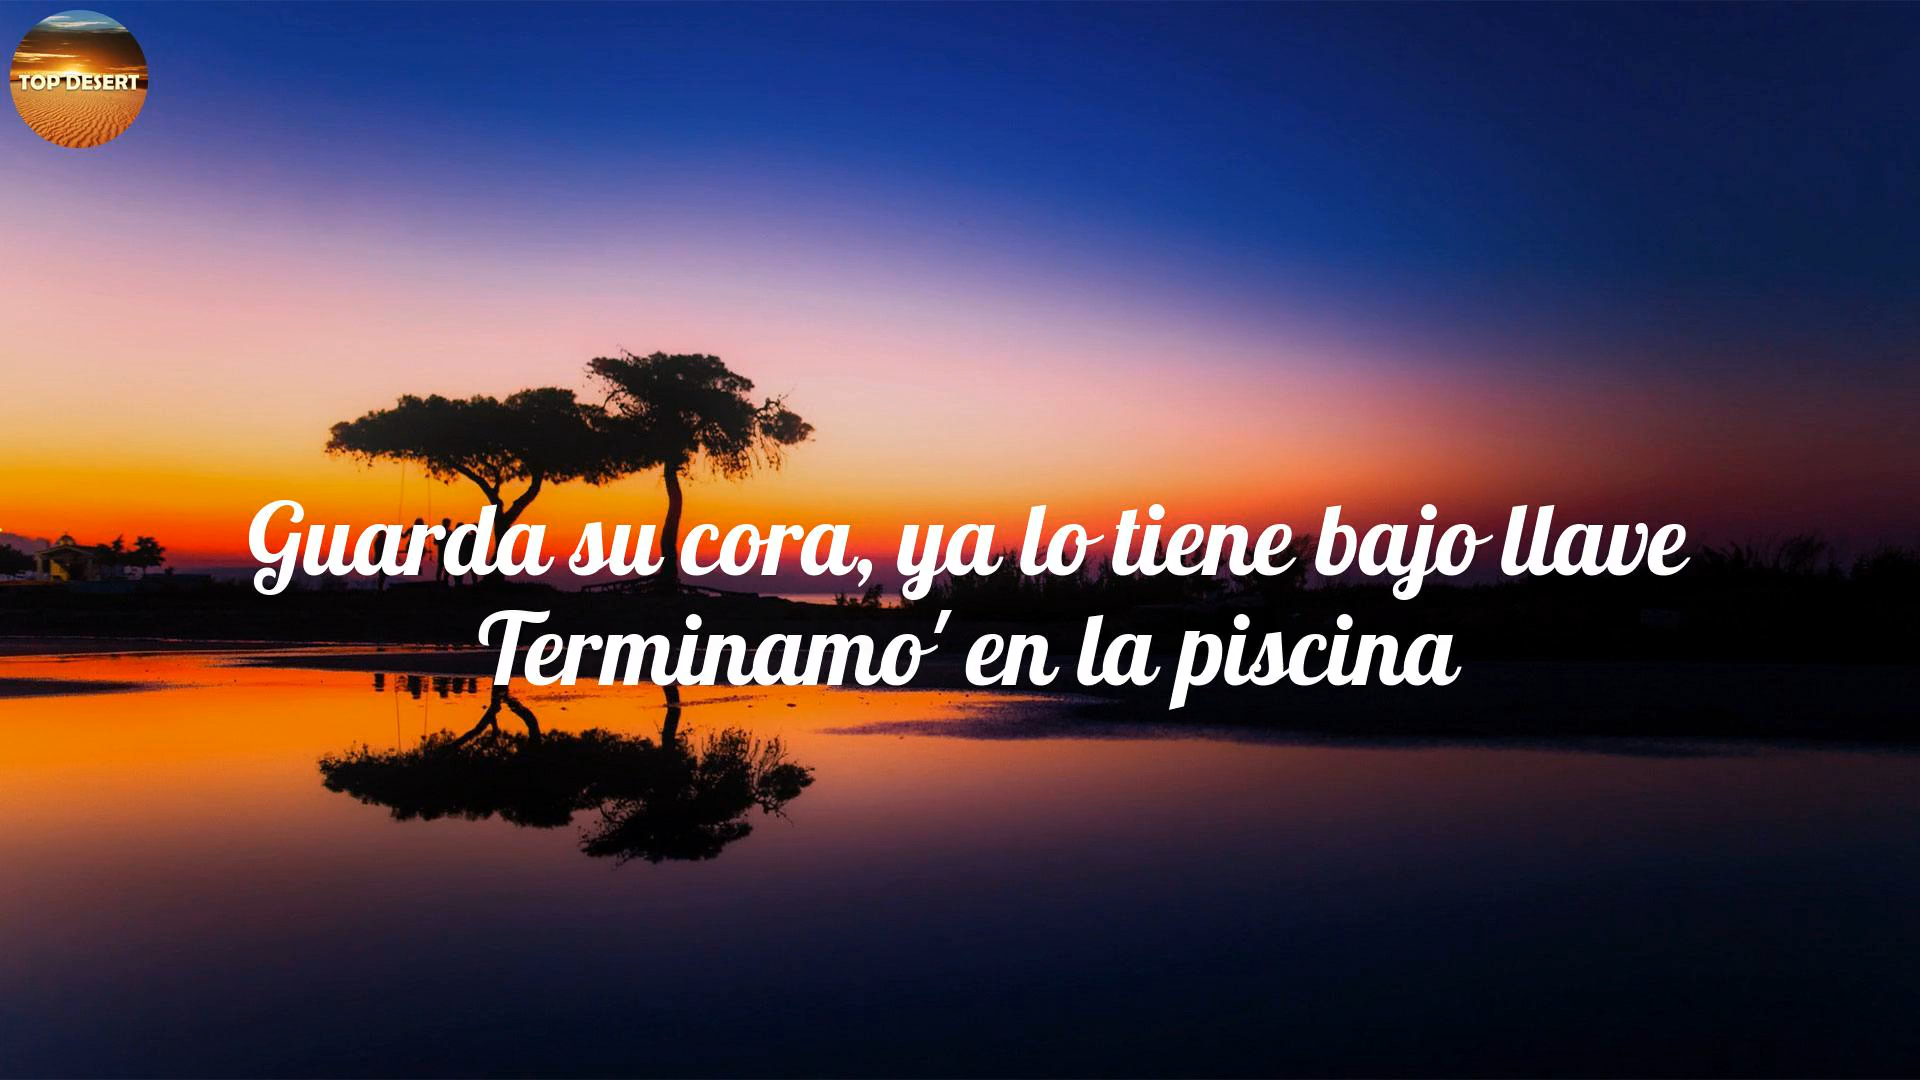 TOP DESERT
Guarda su cora, ya lo tiene bajo llave
Terminamo' en la piscina